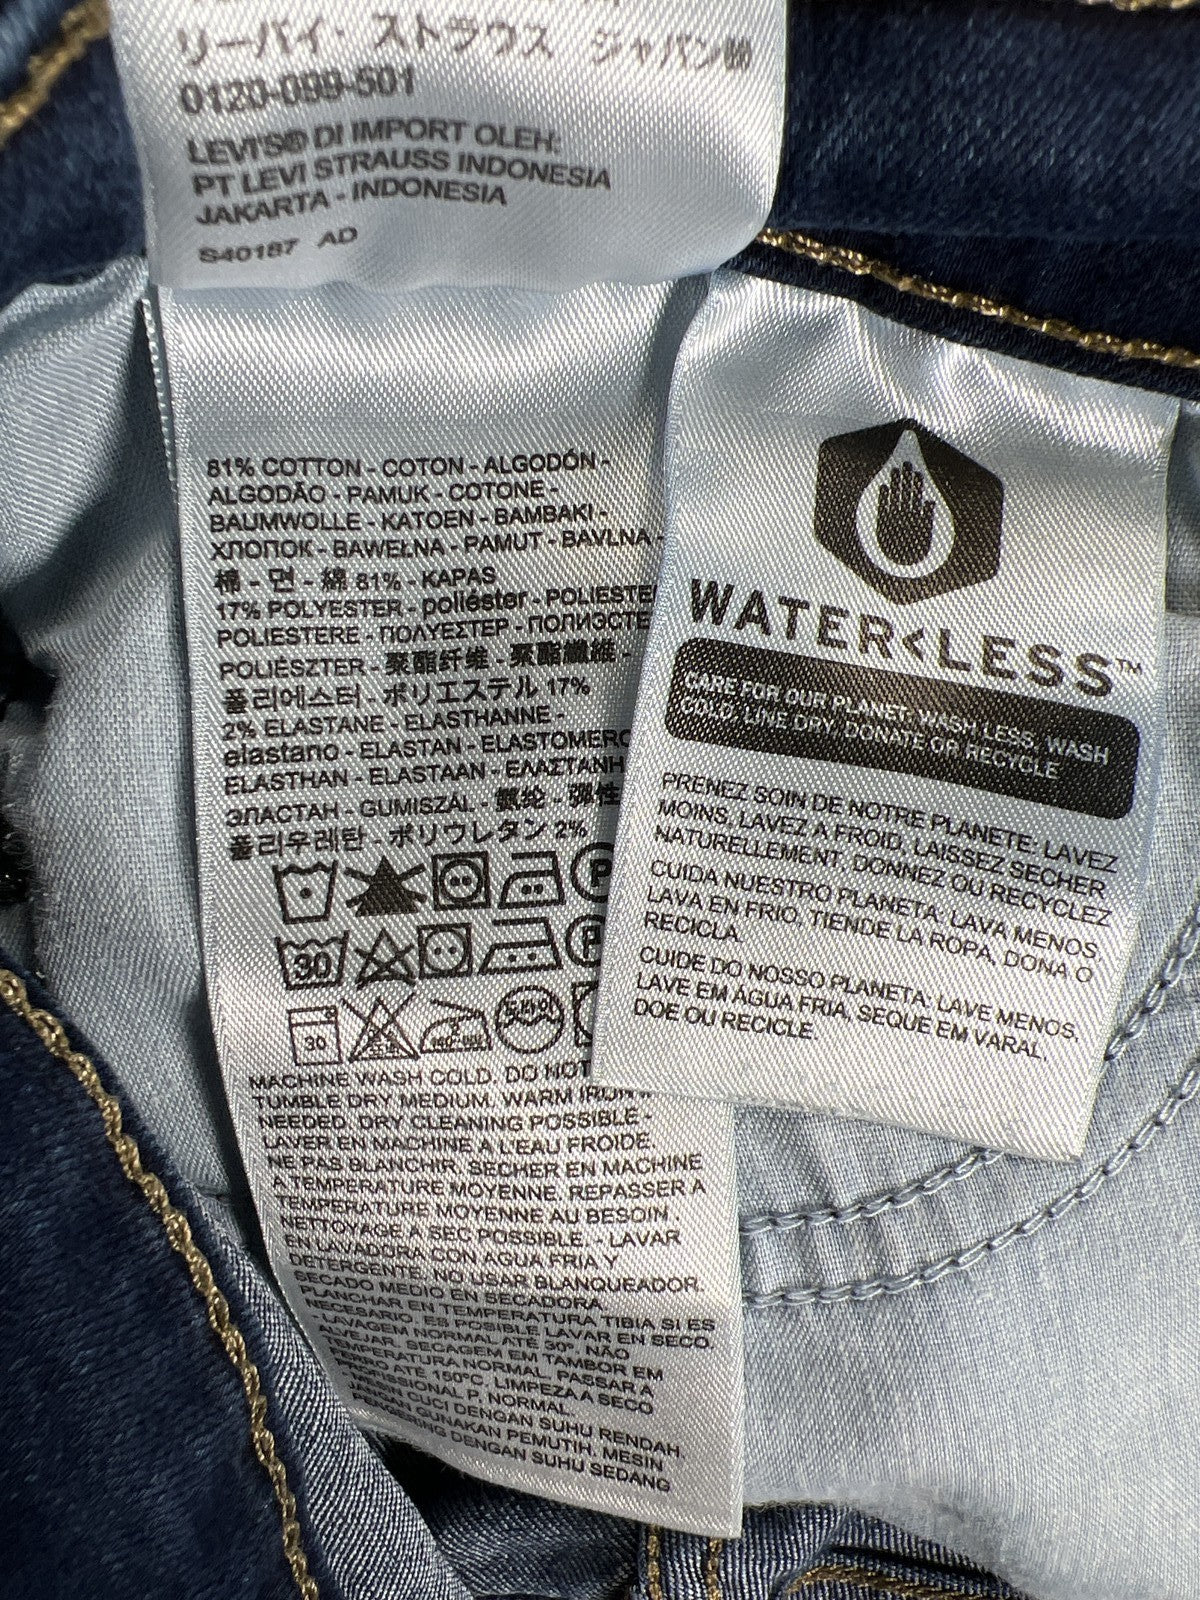 リーバイ・ストラウス ジャパン㈱
0120-099-501
LEVI'S® DI IMPORT OLEH:
PT LEVI STRAUSS INDONESIA
JAKARTA - INDONESIA
S40187 AD
81% COTTON - COTON - ALGODÓN -
ALGODÃO - PAMUK - COTONE -
BAUMWOLLE - KATOEN - BAMBAKI -
ХЛОПОК - BAWEŁNA - PAMUT - BAVLNA -
棉 - 면 - 綿 81% - KAPAS
17% POLYESTER - poliéster - POLIESTE
POLIESTERE - ΠΟΛΥΕΣΤΕΡ - ПОЛИЭСТЕ
POLIÉSZTER - 聚酯纤维 - 聚酯纖維 -
폴리에스터 - ポリエステル 17%
2% ELASTANE - ELASTHANNE -
elastano - ELASTAN - ELASTOMERO
ELASTHAN - ELASTAAN - ΕΛΑΣΤΑΝΗ
ЭЛАСТАН - GUMISZÁL - 氨纶 - 彈性
폴리우레탄 - ポリウレタン 2%
P
30
P
30
MACHINE WASH COLD. DO NOT
TUMBLE DRY MEDIUM. WARM IRON
NEEDED. DRY CLEANING POSSIBLE -
LAVER EN MACHINE A L'EAU FROIDE.
NE PAS BLANCHIR. SECHER EN MACHINE
A TEMPERATURE MOYENNE. REPASSER A
TEMPERATURE MOYENNE AU BESOIN.
NETTOYAGE A SEC POSSIBLE. - LAVAR
EN LAVADORA CON AGUA FRIA Y
DETERGENTE. NO USAR BLANQUEADOR.
SECADO MEDIO EN SECADORA.
PLANCHAR EN TEMPERATURA TIBIA SI ES
NECESARIO. ES POSIBLE LAVAR EN SECO.
- LAVAGEM NORMAL ATÉ 30º. NÃO
ALVEJAR. SECAGEM EM TAMBOR EM
TEMPERATURA NORMAL. PASSAR A
FERRO ATÉ 150ºC. LIMPEZA A SECO
PROFISSIONAL P, NORMAL.
MESIN CUCI DENGAN SUHU RENDAH.
JANGAN GUNAKAN PEMUTIH. MESIN
PENGERING DENGAN SUHU SEDANG
WATER<LESS™
CARE FOR OUR PLANET: WASH LESS, WASH
COLD, LINE DRY, DONATE OR RECYCLE
PRENEZ SOIN DE NOTRE PLANETE: LAVEZ
MOINS, LAVEZ A FROID, LAISSEZ SECHER
NATURELLEMENT, DONNEZ OU RECYCLEZ
CUIDA NUESTRO PLANETA: LAVA MENOS,
LAVA EN FRIO, TIENDE LA ROPA, DONA O
RECICLA.
CUIDE DO NOSSO PLANETA: LAVE MENOS,
LAVE EM ÁGUA FRIA, SEQUE EM VARAL,
DOE OU RECICLE.